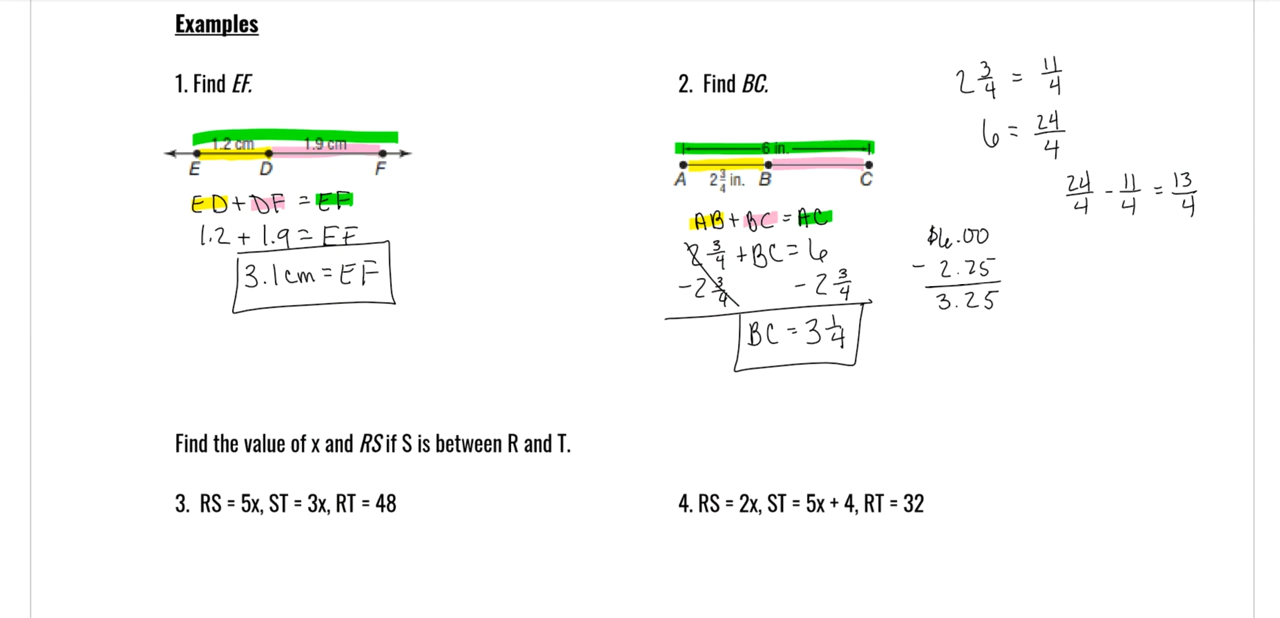 Examples
1. Find EF.
1.2 cm 1.9 cm
E D F
ED + DF = EF
1.2 + 1.9 = EF
3.1cm = EF
2. Find BC.
6 in.
A 2 3/4 in. B C
AB + BC = AC
2 3/4 + BC = 6
-2 3/4 -2 3/4
BC = 3 1/4
2 3/4 = 11/4
6 = 24/4
24/4 - 11/4 = 13/4
$6.00
- 2.25
3.25
Find the value of x and RS if S is between R and T.
3. RS = 5x, ST = 3x, RT = 48
4. RS = 2x, ST = 5x + 4, RT = 32